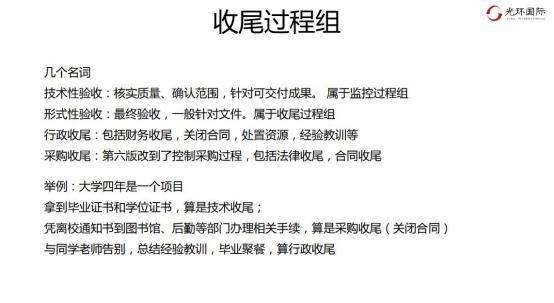 收尾过程组
光环国际
几个名词
技术性验收：核实质量、确认范围，针对可交付成果。 属于监控过程组
形式性验收：最终验收，一般针对文件。属于收尾过程组
行政收尾：包括财务收尾，关闭合同，处置资源，经验教训等
采购收尾：第六版改到了控制采购过程，包括法律收尾，合同收尾
举例：大学四年是一个项目
拿到毕业证书和学位证书，算是技术收尾；
凭离校通知书到图书馆、后勤等部门办理相关手续，算是采购收尾（关闭合同）
与同学老师告别，总结经验教训，毕业聚餐，算行政收尾